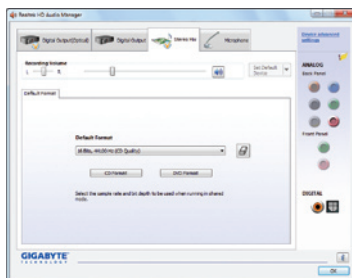 Realtek HD Audio Manager
Digital Output(Optical)
Digital Output
Stereo Mix
Microphone
Device advanced settings
Recording Volume
L
R
Set Default Device
ANALOG
Back Panel
Default Format
Default Format
16 Bits, 44100 Hz (CD Quality)
CD Format
DVD Format
Front Panel
Select the sample rate and bit depth to be used when running in shared mode.
DIGITAL
GIGABYTE
TECHNOLOGY
OK